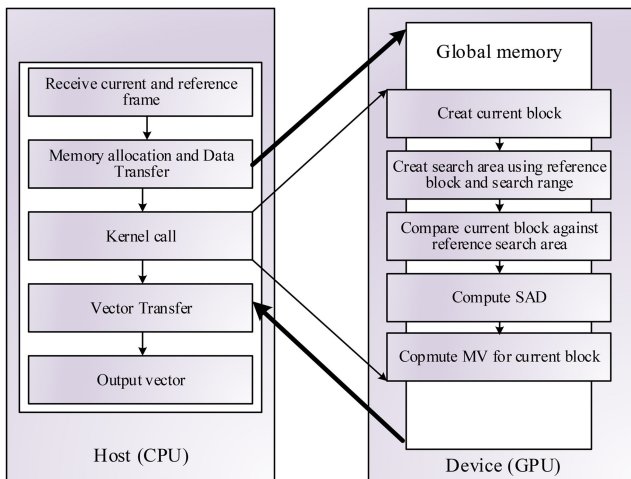 Receive current and reference
frame
Memory allocation and Data
Transfer
Kernel call
Vector Transfer
Output vector
Host (CPU)
Global memory
Creat current block
Creat search area using reference
block and search range
Compare current block against
reference search area
Compute SAD
Copmute MV for current block
Device (GPU)